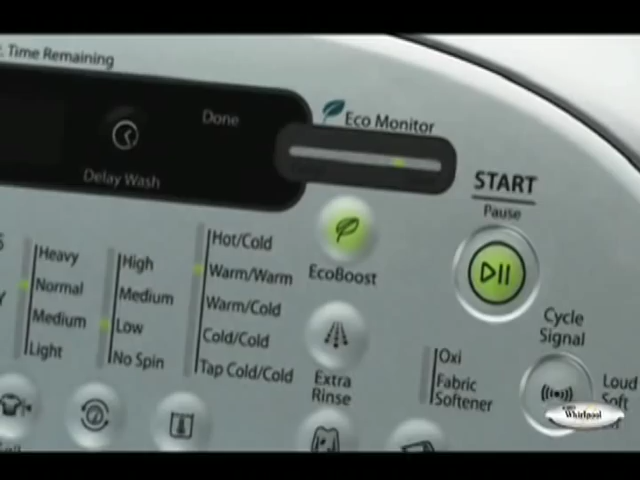 . Time Remaining
Done
Eco Monitor
Delay Wash
START
Pause
EcoBoost
Heavy
Normal
Medium
Light
High
Medium
Low
No Spin
Hot/Cold
Warm/Warm
Warm/Cold
Cold/Cold
Tap Cold/Cold
Extra
Rinse
Oxi
Fabric
Softener
Cycle
Signal
Loud
Soft
Whirlpool